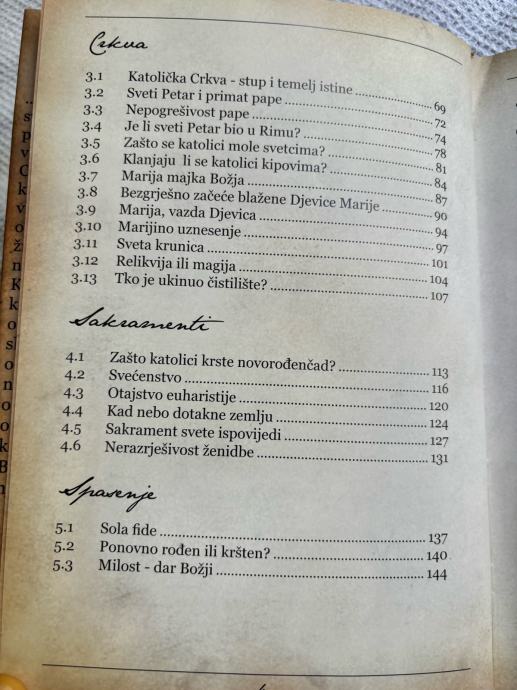 Crkva
3.1 Katolička Crkva - stup i temelj istine 69
3.2 Sveti Petar i primat pape 72
3.3 Nepogrešivost pape 74
3.4 Je li sveti Petar bio u Rimu? 78
3.5 Zašto se katolici mole svetcima? 81
3.6 Klanjaju li se katolici kipovima? 84
3.7 Marija majka Božja 87
3.8 Bezgrješno začeće blažene Djevice Marije 90
3.9 Marija, vazda Djevica 94
3.10 Marijino uznesenje 97
3.11 Sveta krunica 101
3.12 Relikvija ili magija 104
3.13 Tko je ukinuo čistilište? 107
Sakramenti
4.1 Zašto katolici krste novorođenčad? 113
4.2 Svećenstvo 116
4.3 Otajstvo euharistije 120
4.4 Kad nebo dotakne zemlju 124
4.5 Sakrament svete ispovijedi 127
4.6 Nerazrješivost ženidbe 131
Spasenje
5.1 Sola fide 137
5.2 Ponovno rođen ili kršten? 140
5.3 Milost - dar Božji 144